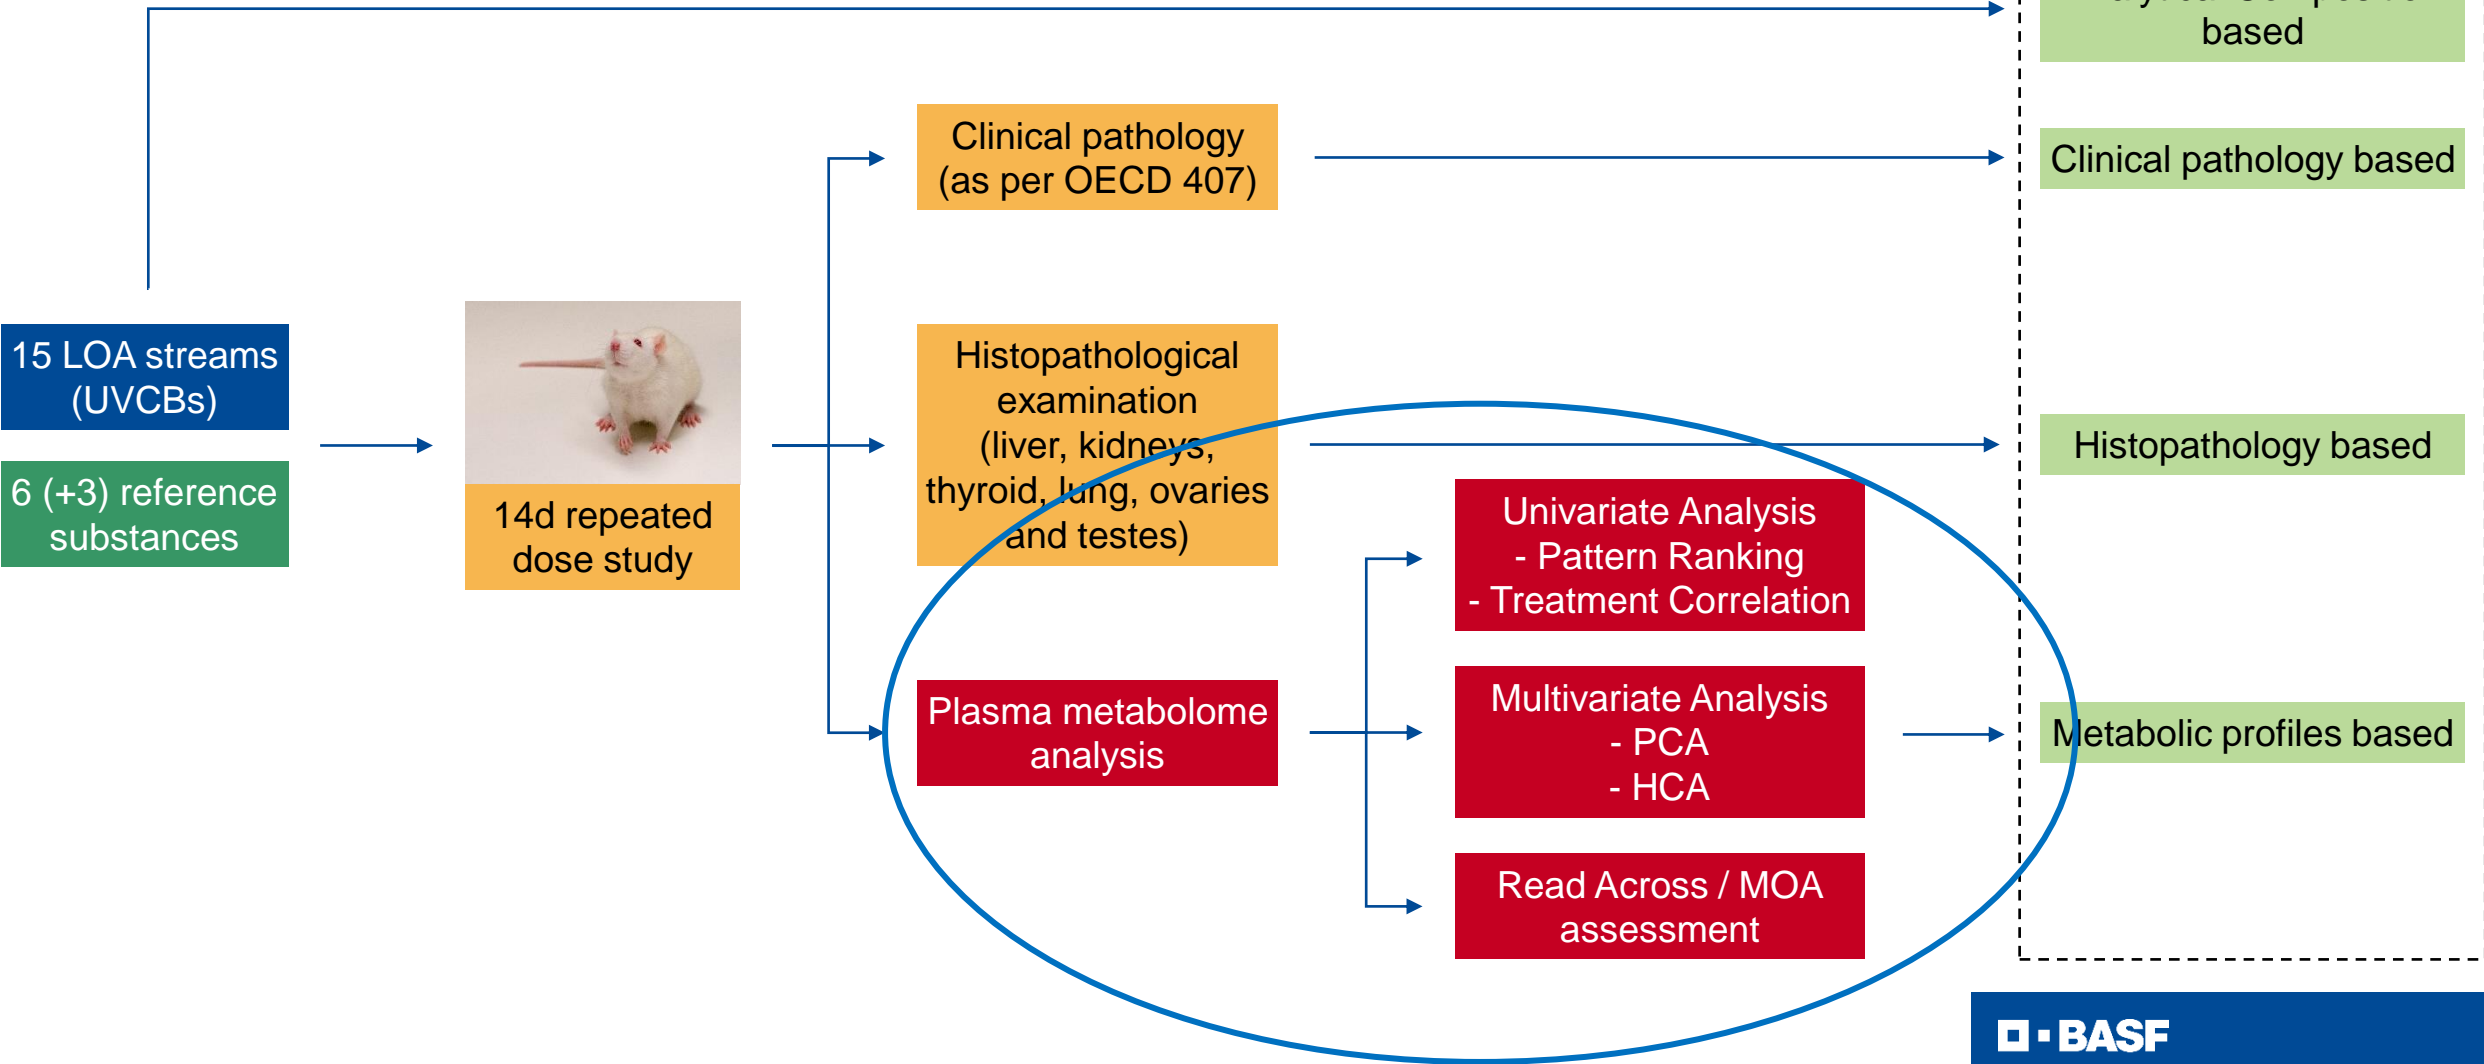 based
Clinical pathology
(as per OECD 407)
Clinical pathology based
15 LOA streams
(UVCBs)
6 (+3) reference
substances
14d repeated
dose study
Histopathological
examination
(liver, kidneys,
thyroid, lung, ovaries
and testes)
Histopathology based
Univariate Analysis
- Pattern Ranking
- Treatment Correlation
Plasma metabolome
analysis
Multivariate Analysis
- PCA
- HCA
Metabolic profiles based
Read Across / MOA
assessment
BASF